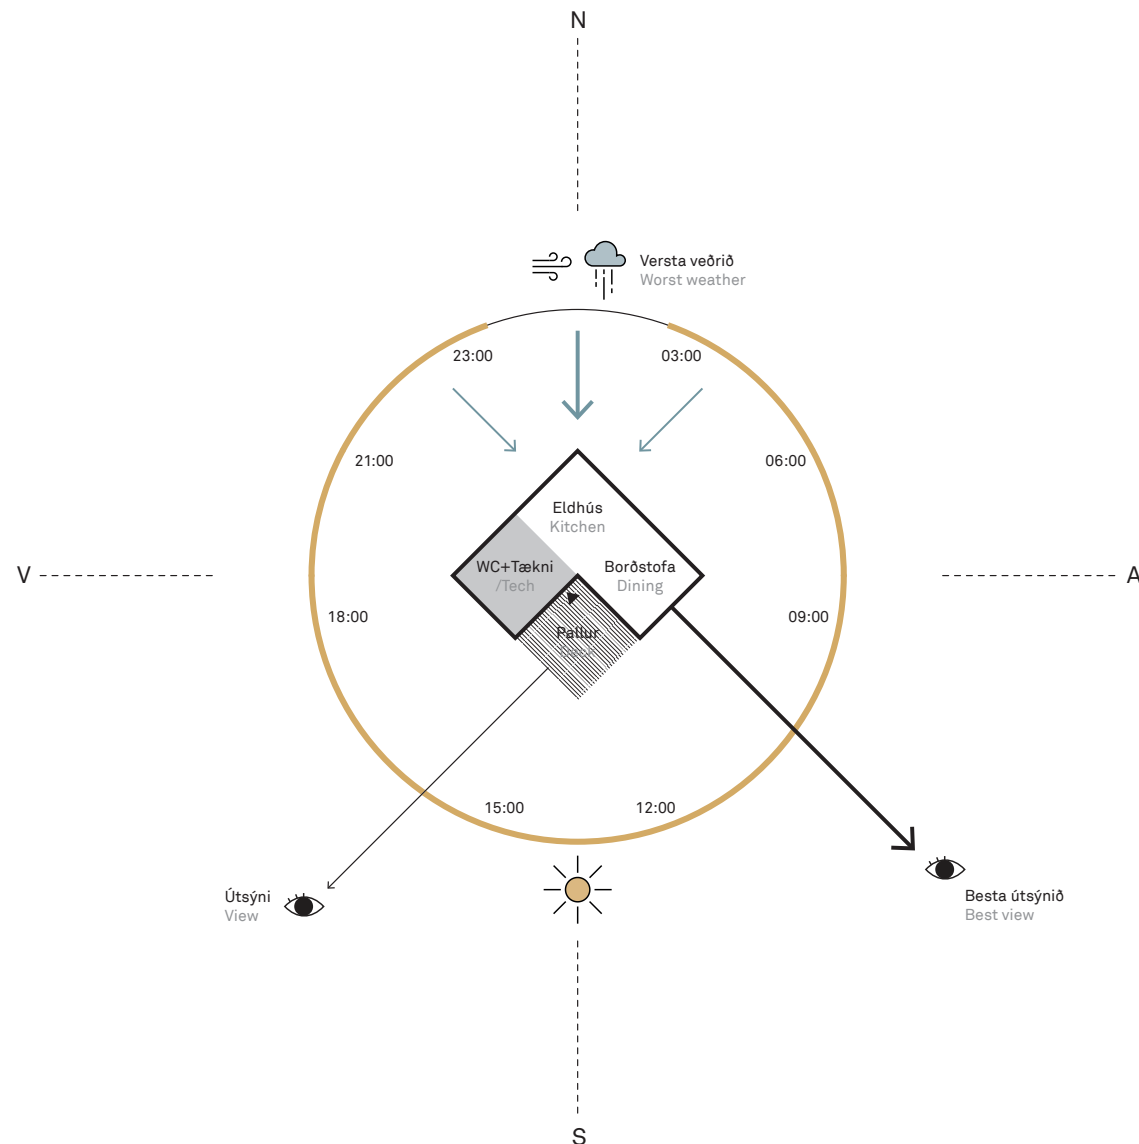 N
Versta veðrið
Worst weather
23:00
03:00
21:00
06:00
Eldhús
Kitchen
WC+Tækni
/Tech
Borðstofa
Dining
V
A
18:00
09:00
Pallur
15:00
12:00
Útsýni
View
Besta útsýnið
Best view
S